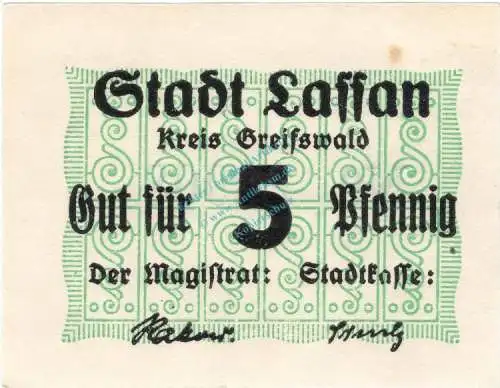 Stadt Lassan
Kreis Greifswald
Gut für 5 Pfennig
Der Magistrat: Stadtkasse: